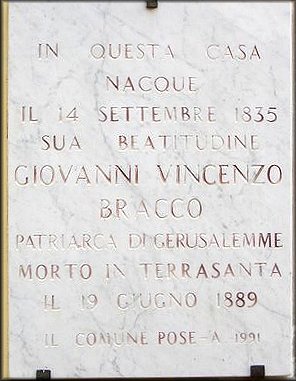 IN QUESTA CASA
NACQUE
IL 14 SETTEMBRE 1835
SUA BEATITUDINE
GIOVANNI VINCENZO
BRACCO
PATRIARCA DI GERUSALEMME
MORTO IN TERRASANTA
IL 19 GIUGNO 1889
IL COMUNE POSE-A 1991